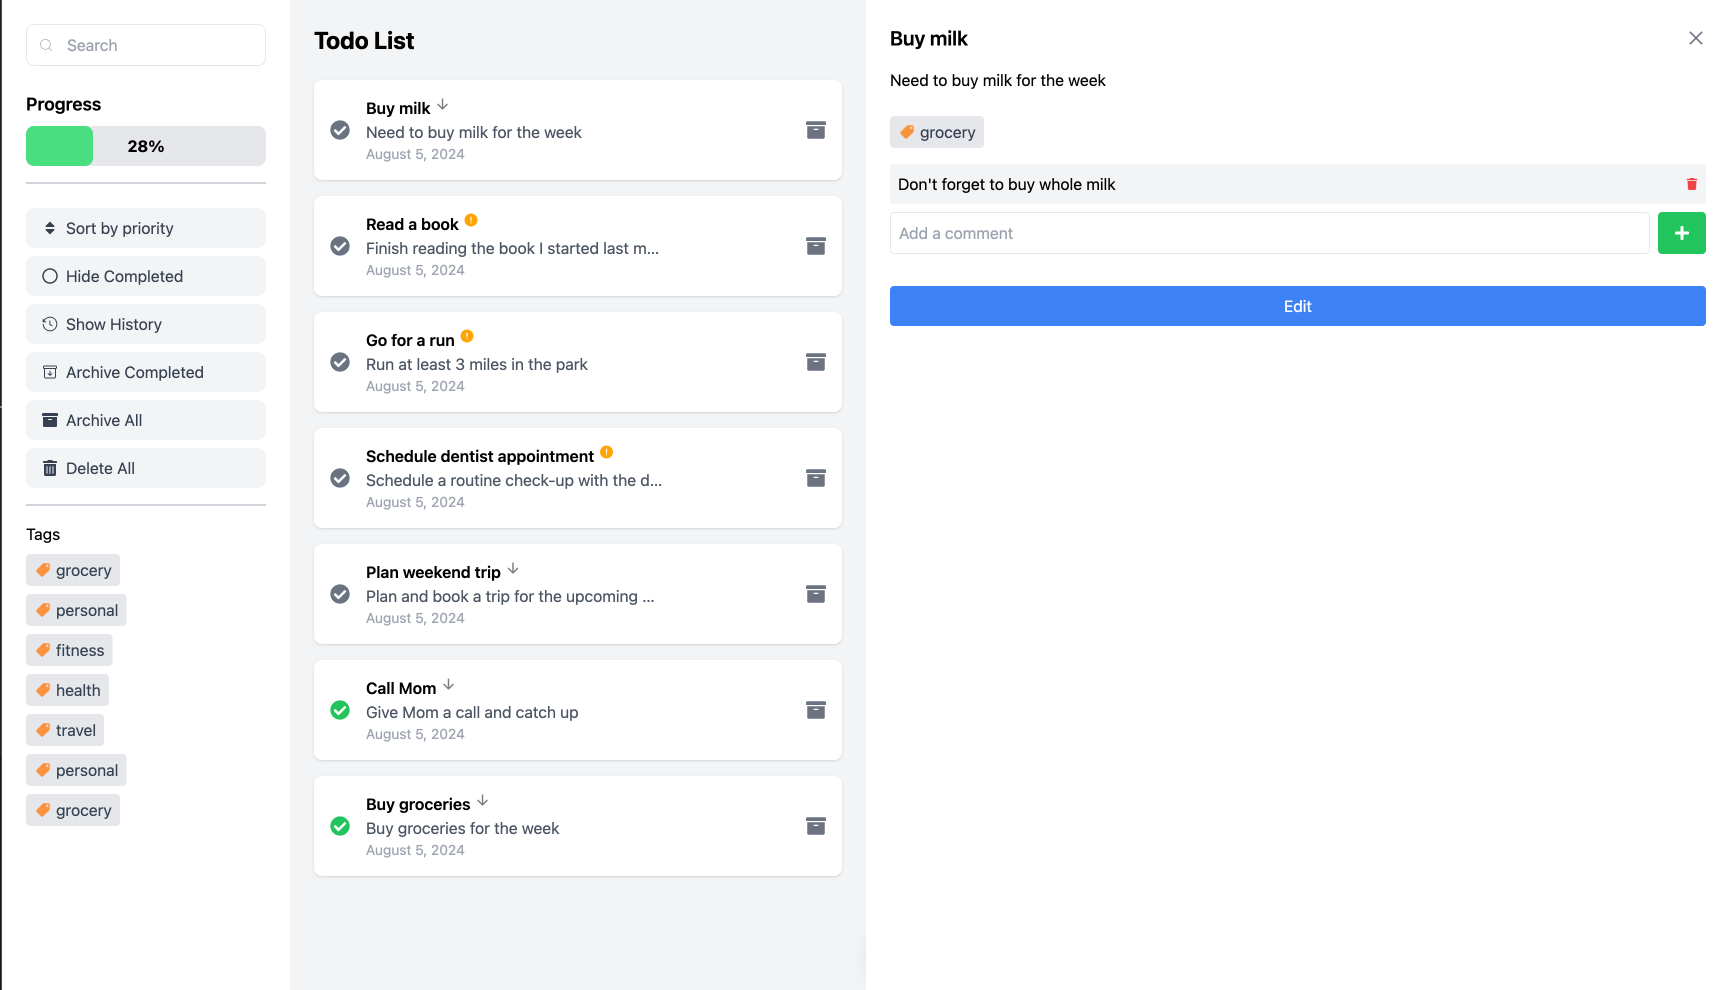 Search
Progress
28%
Sort by priority
Hide Completed
Show History
Archive Completed
Archive All
Delete All
Tags
grocery
personal
fitness
health
travel
personal
grocery
Todo List
Buy milk
Need to buy milk for the week
August 5, 2024
Read a book
Finish reading the book I started last m...
August 5, 2024
Go for a run
Run at least 3 miles in the park
August 5, 2024
Schedule dentist appointment
Schedule a routine check-up with the d...
August 5, 2024
Plan weekend trip
Plan and book a trip for the upcoming ...
August 5, 2024
Call Mom
Give Mom a call and catch up
August 5, 2024
Buy groceries
Buy groceries for the week
August 5, 2024
Buy milk
Need to buy milk for the week
grocery
Don't forget to buy whole milk
Add a comment
Edit